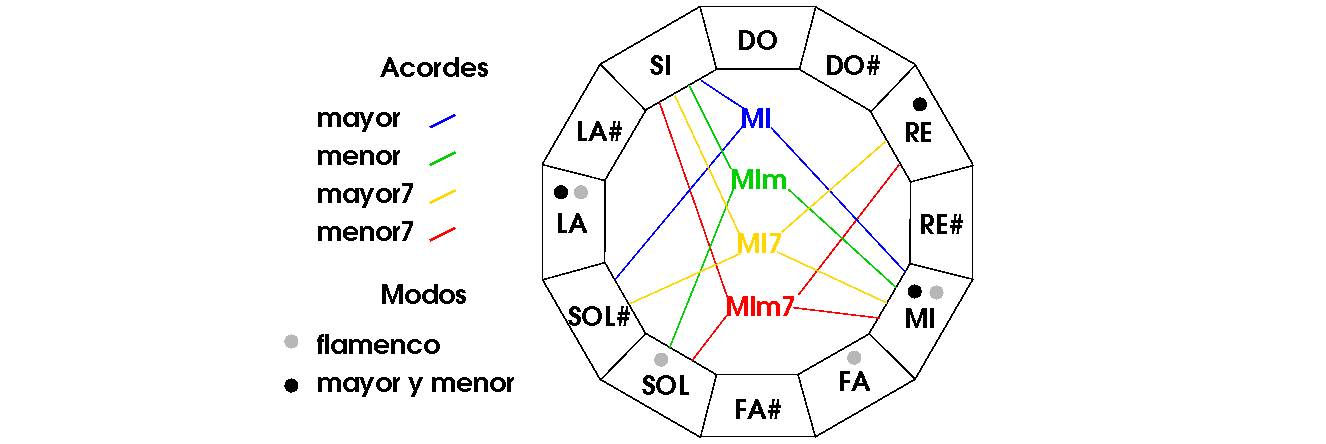 Acordes
mayor
menor
mayor7
menor7
Modos
flamenco
mayor y menor
DO
DO#
RE
RE#
MI
FA
FA#
SOL
SOL#
LA
LA#
SI
MI
MIm
MI7
MIm7